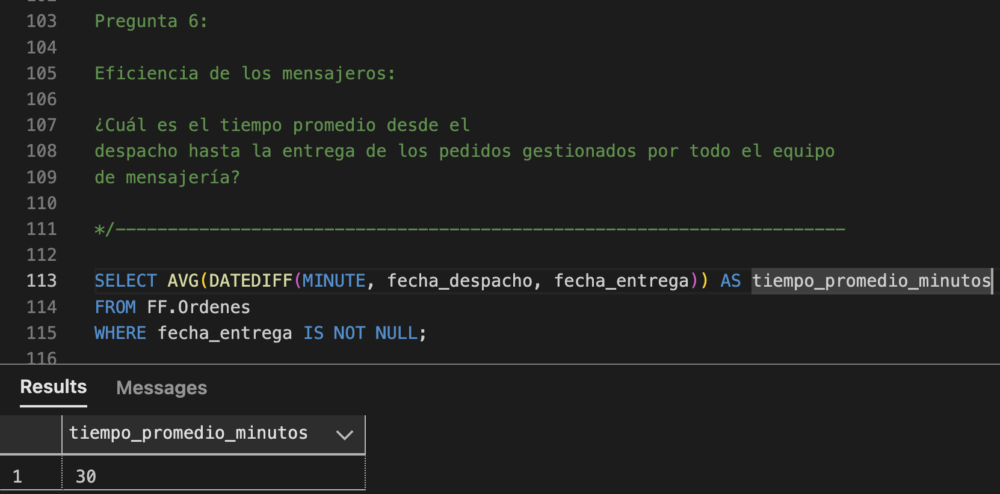 103 Pregunta 6:
104
105 Eficiencia de los mensajeros:
106
107 ¿Cuál es el tiempo promedio desde el
108 despacho hasta la entrega de los pedidos gestionados por todo el equipo
109 de mensajería?
110
111 */----------------------------------------------------------------------
112
113 SELECT AVG(DATEDIFF(MINUTE, fecha_despacho, fecha_entrega)) AS tiempo_promedio_minutos
114 FROM FF.Ordenes
115 WHERE fecha_entrega IS NOT NULL;
116
Results Messages
tiempo_promedio_minutos
1 30